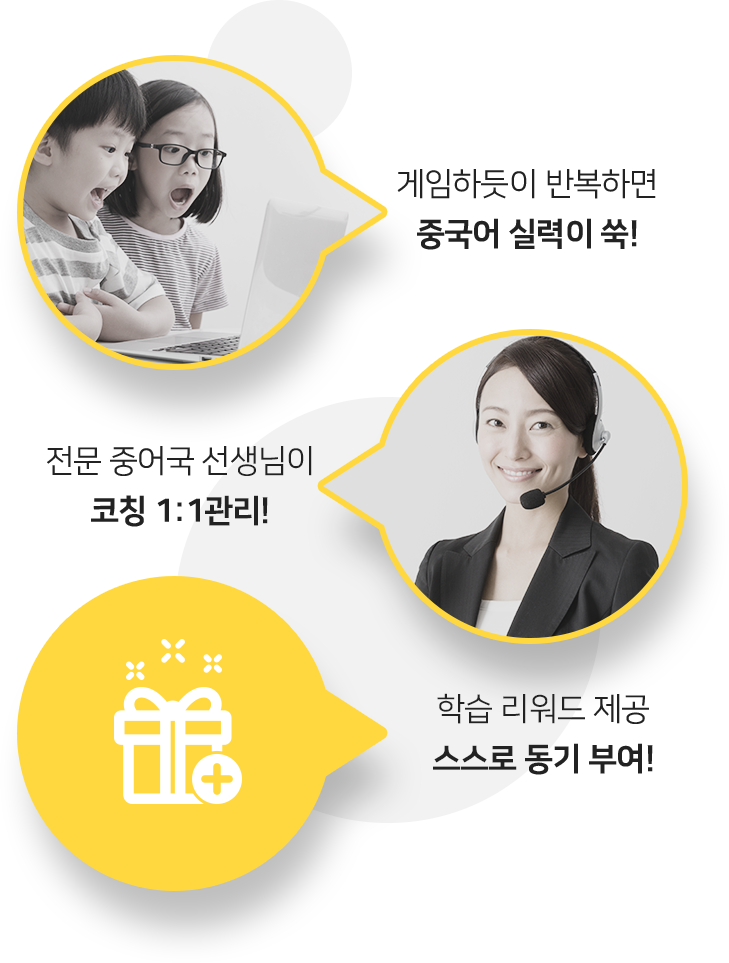 게임하듯이 반복하면
중국어 실력이 쑥!
전문 중어국 선생님이
코칭 1:1관리!
학습 리워드 제공
스스로 동기 부여!